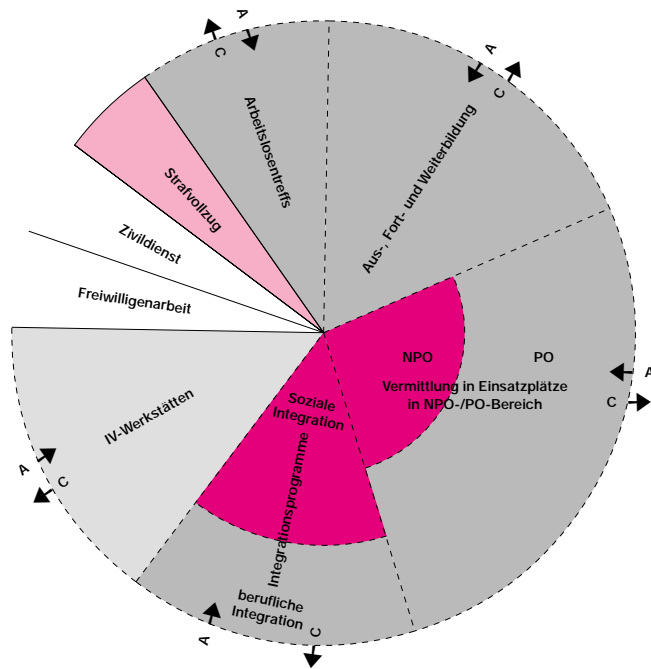 A
C
A
C
Arbeitslosentreffs
Aus-, Fort- und Weiterbildung
Strafvollzug
Zivildienst
Freiwilligenarbeit
NPO
PO
Vermittlung in Einsatzplätze
in NPO-/PO-Bereich
A
C
Soziale
Integration
IV-Werkstätten
A
C
Integrationsprogramme
berufliche
Integration
A
C